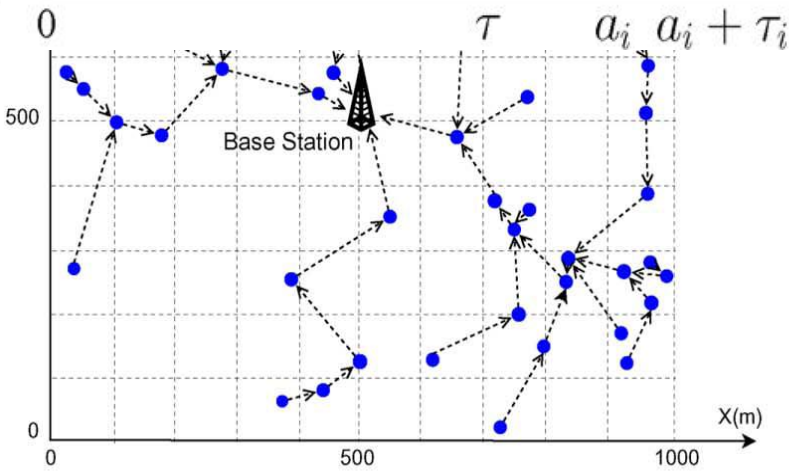 0 τ a_i a_i + τ_i
500
Base Station
0
X(m)
0 500 1000